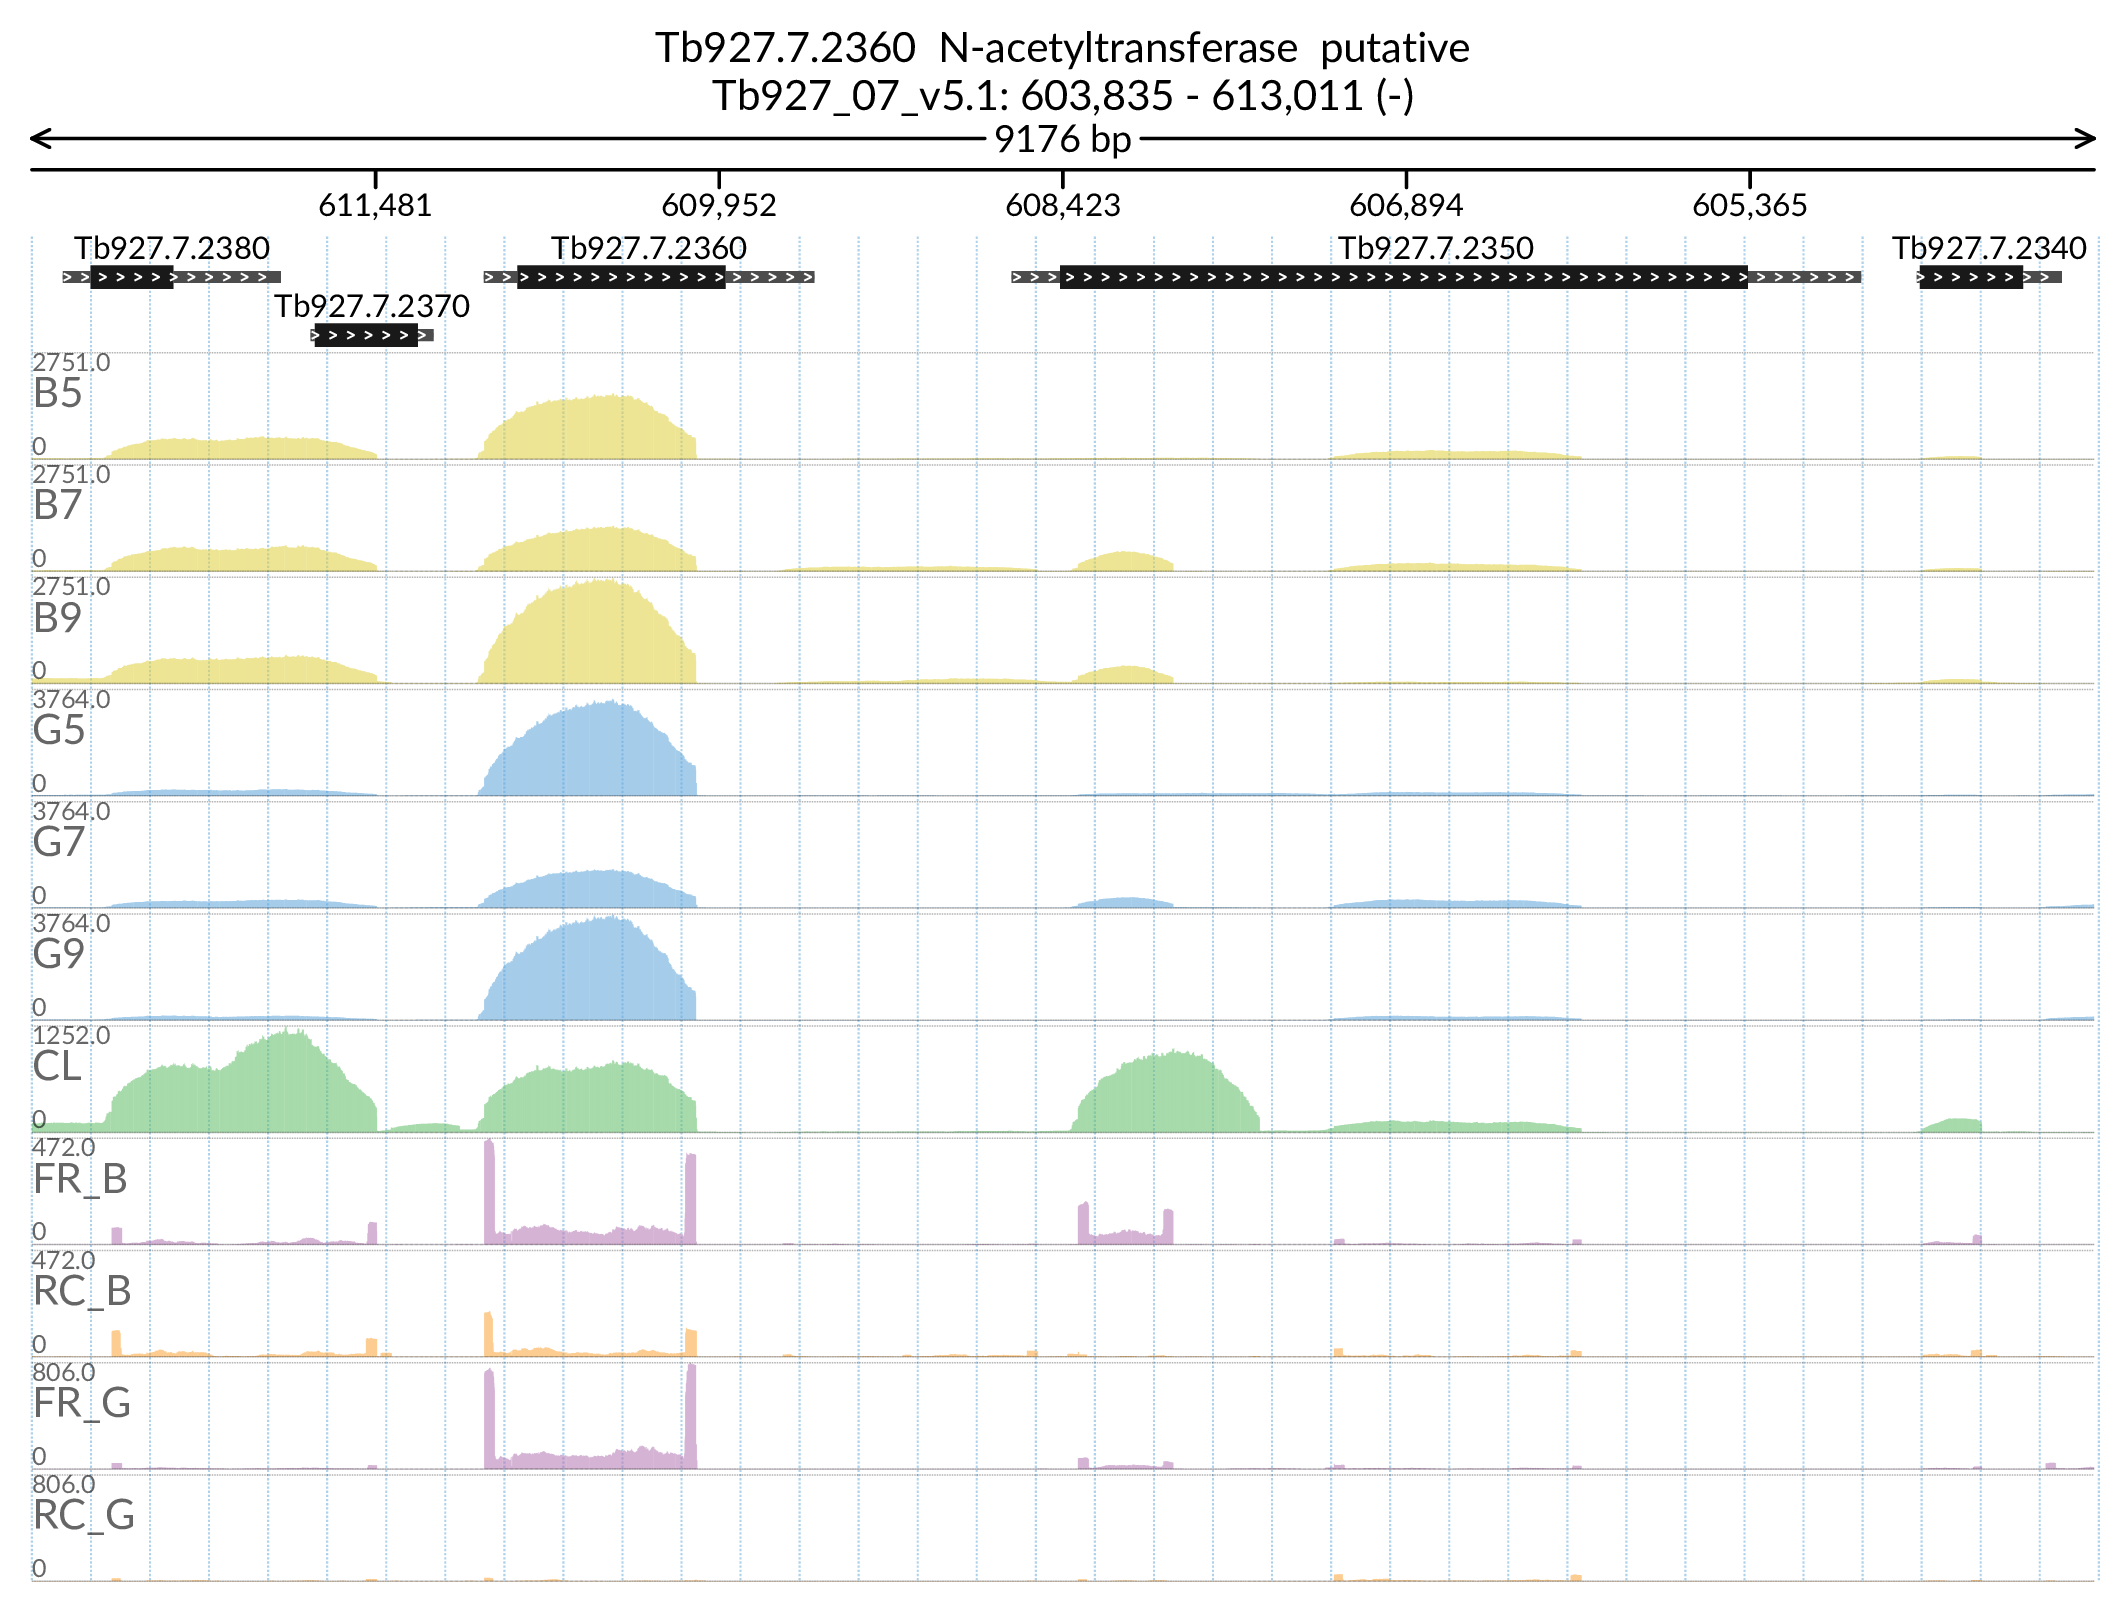 Tb927.7.2360 N-acetyltransferase putative
Tb927_07_v5.1: 603,835 - 613,011 (-)
9176 bp
611,481 609,952 608,423 606,894 605,365
Tb927.7.2380 Tb927.7.2360 Tb927.7.2350 Tb927.7.2340
Tb927.7.2370
2751.0
B5
0
2751.0
B7
0
2751.0
B9
0
3764.0
G5
0
3764.0
G7
0
3764.0
G9
0
1252.0
CL
0
472.0
FR_B
0
472.0
RC_B
0
806.0
FR_G
0
806.0
RC_G
0